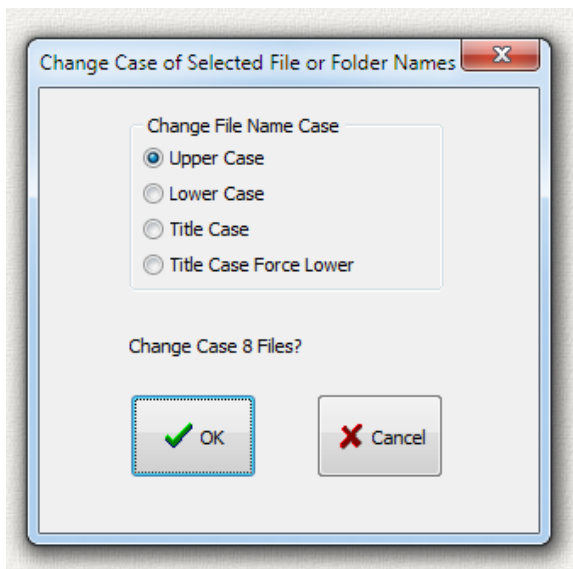 Change Case of Selected File or Folder Names
Change File Name Case
Upper Case
Lower Case
Title Case
Title Case Force Lower
Change Case 8 Files?
OK
Cancel